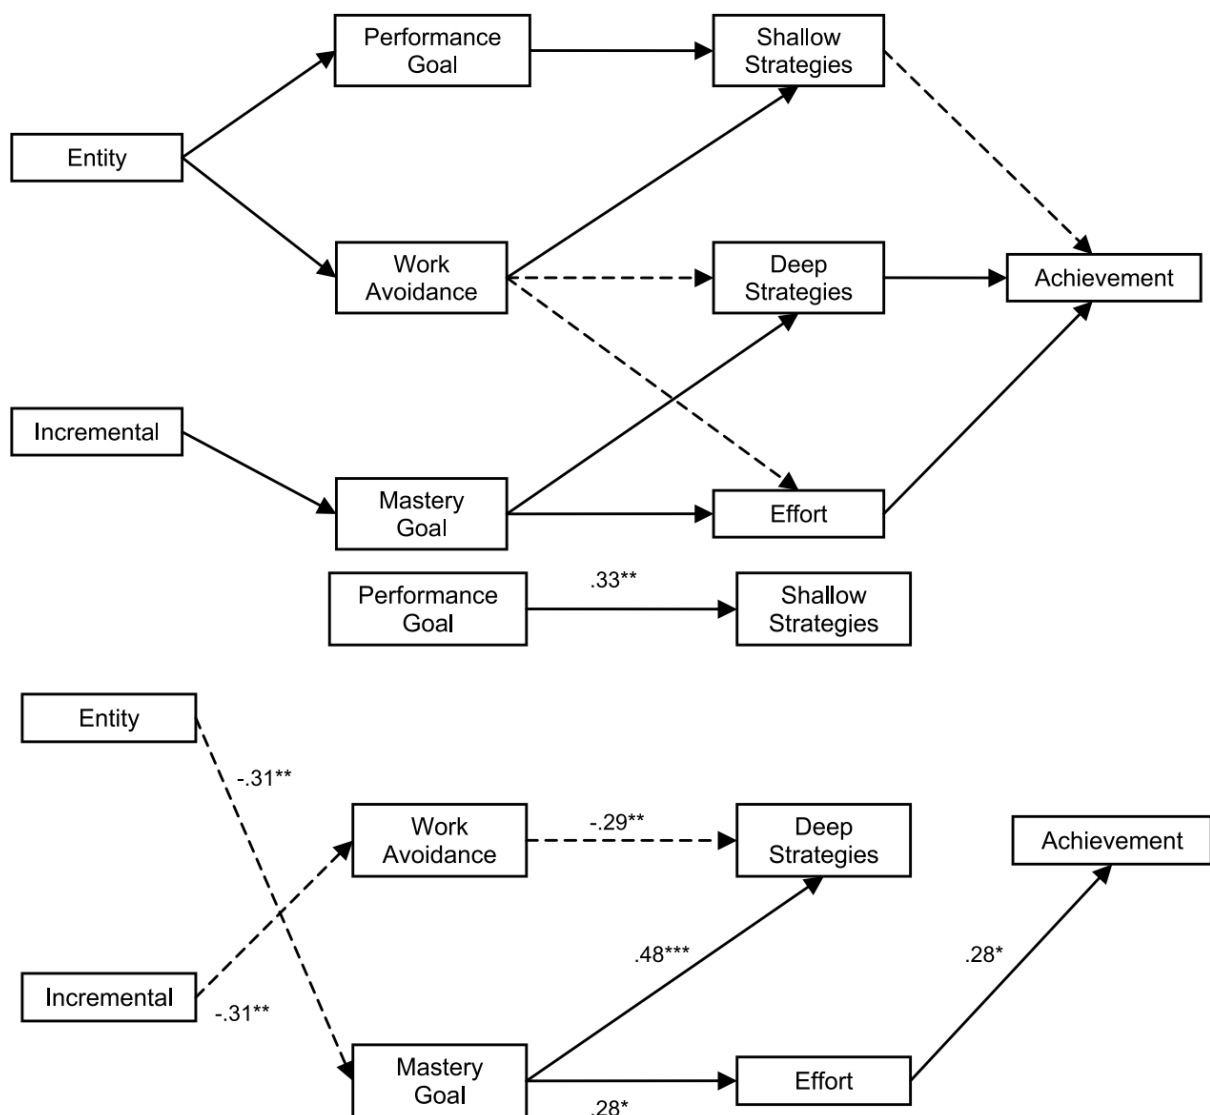 Performance
Goal
Shallow
Strategies
Entity
Work
Avoidance
Deep
Strategies
Achievement
Incremental
Mastery
Goal
Effort
Performance
Goal
.33**
Shallow
Strategies
Entity
-.31**
Work
Avoidance
-.29**
Deep
Strategies
Achievement
.48***
.28*
Incremental
-.31**
Mastery
Goal
.28*
Effort